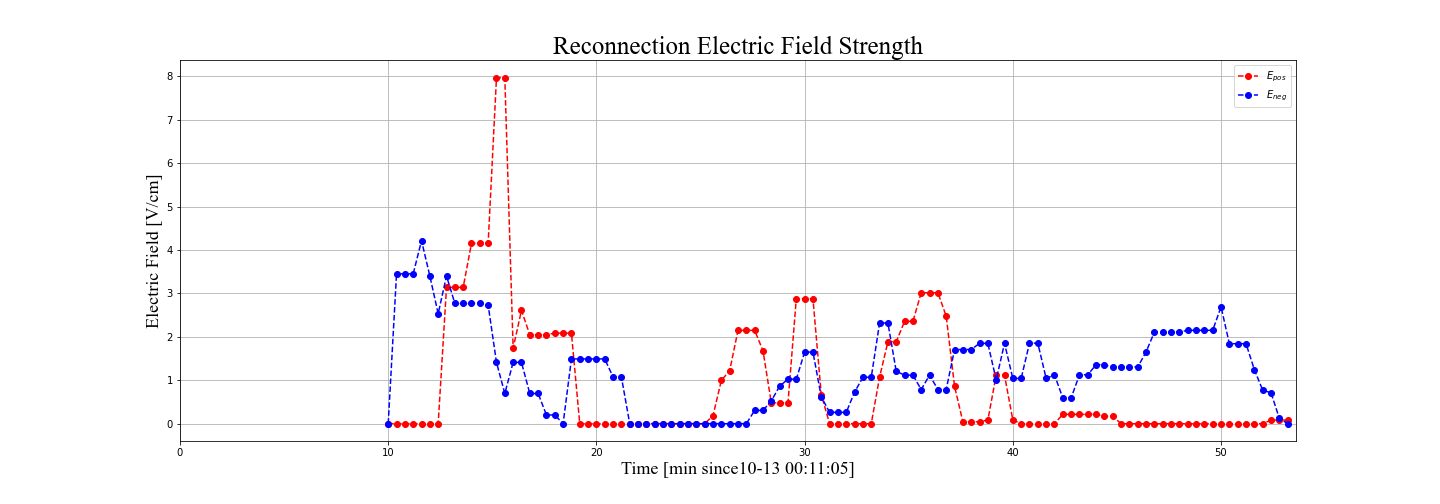 Reconnection Electric Field Strength
E_pos
E_neg
8
7
6
5
4
3
2
1
0
Electric Field [V/cm]
0 10 20 30 40 50
Time [min since10-13 00:11:05]